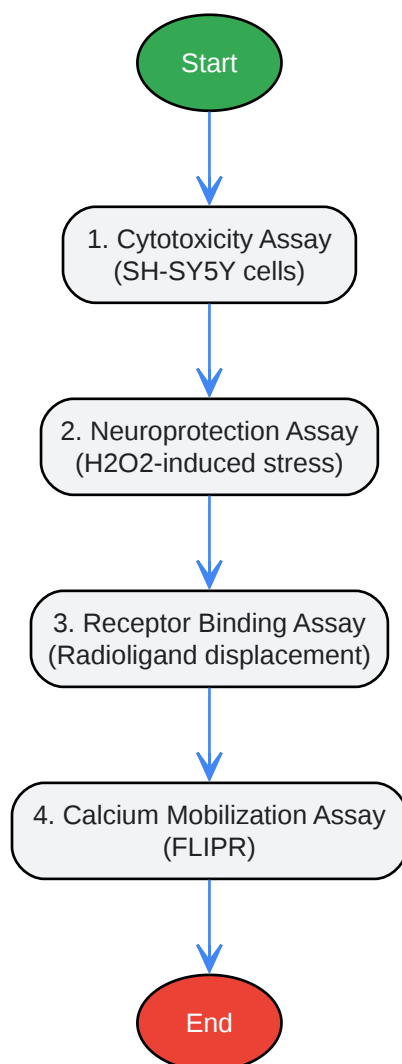 Start
1. Cytotoxicity Assay
(SH-SY5Y cells)
2. Neuroprotection Assay
(H2O2-induced stress)
3. Receptor Binding Assay
(Radioligand displacement)
4. Calcium Mobilization Assay
(FLIPR)
End